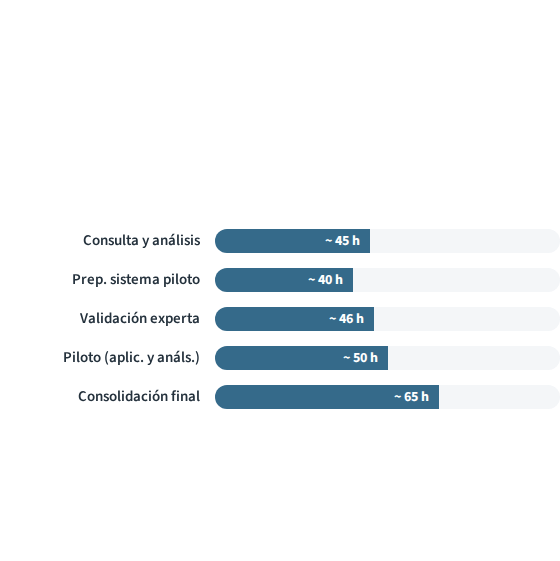 Consulta y análisis ~ 45 h
Prep. sistema piloto ~ 40 h
Validación experta ~ 46 h
Piloto (aplic. y análs.) ~ 50 h
Consolidación final ~ 65 h